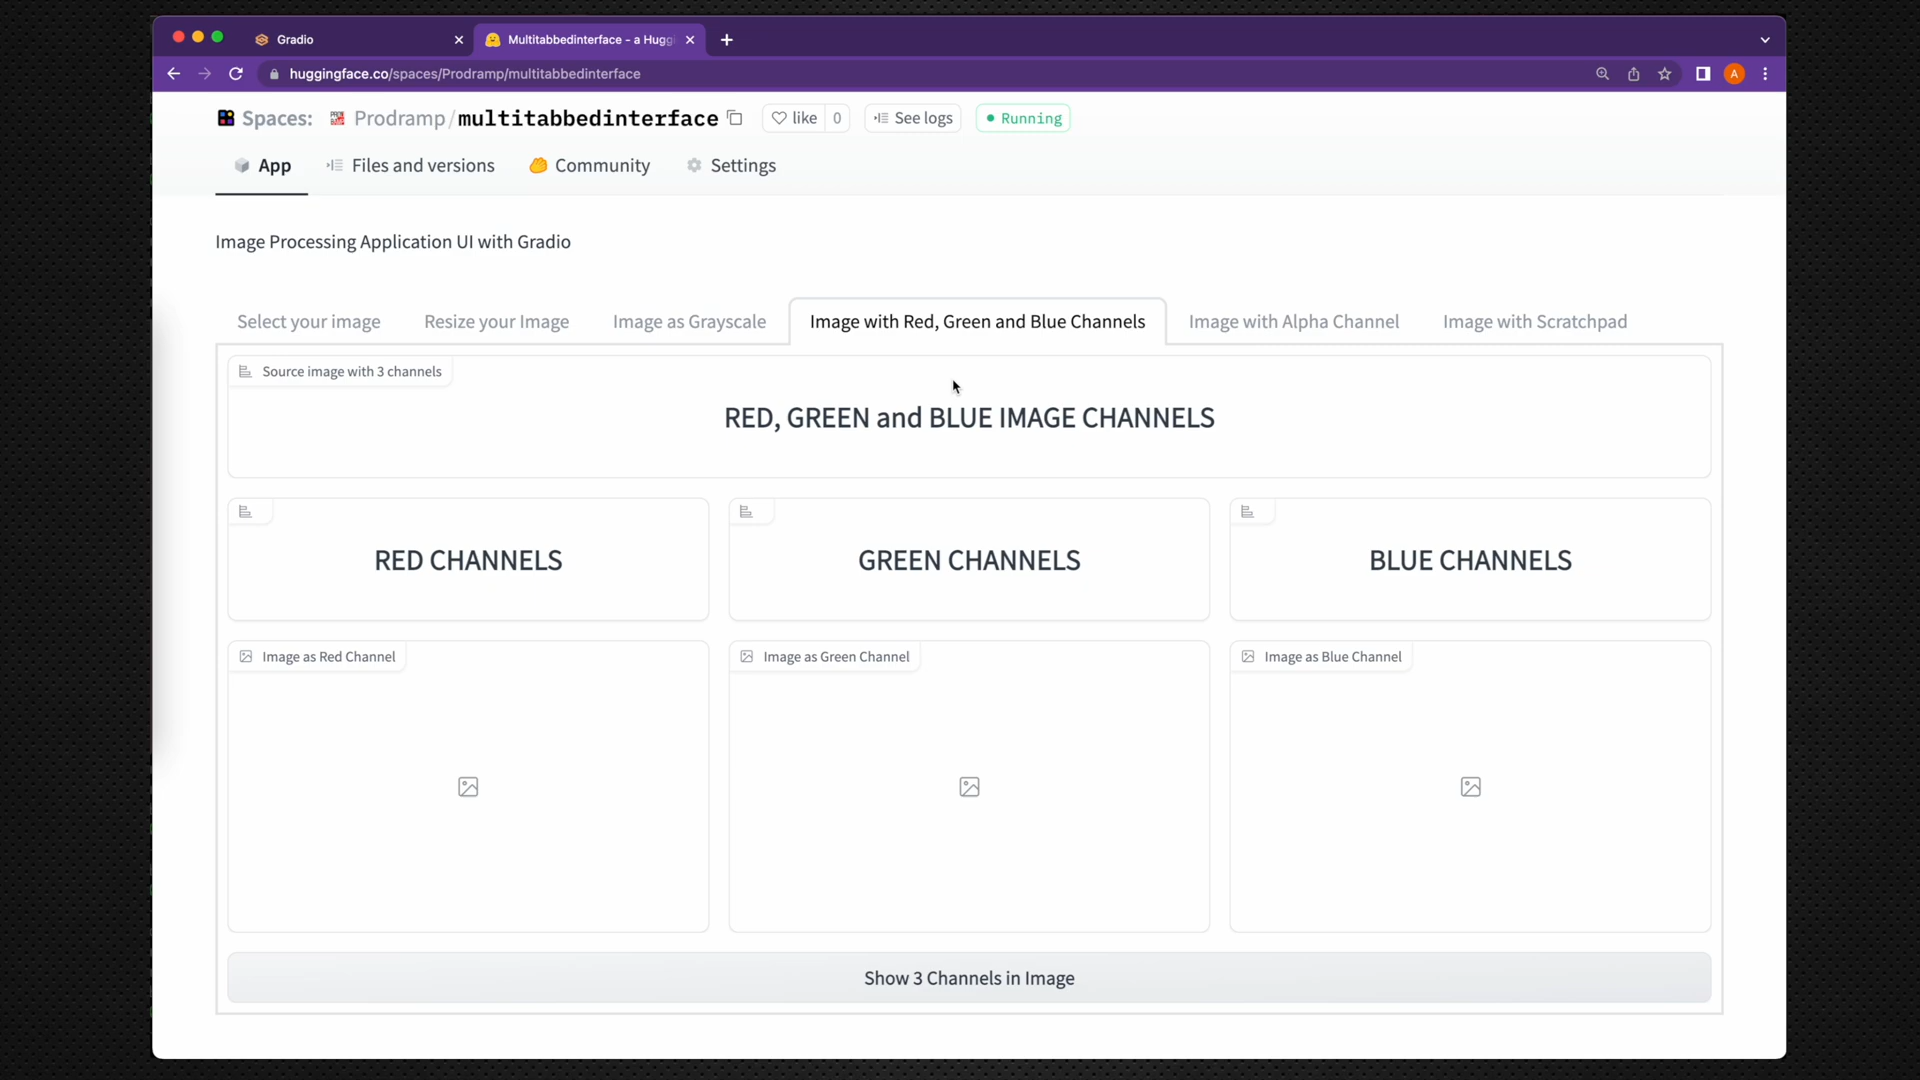 Gradio
Multitabbedinterface - a Huggi
huggingface.co/spaces/Prodramp/multitabbedinterface
A
Spaces: Prodramp/multitabbedinterface like 0 See logs Running
App Files and versions Community Settings
Image Processing Application UI with Gradio
Select your image Resize your Image Image as Grayscale Image with Red, Green and Blue Channels Image with Alpha Channel Image with Scratchpad
Source image with 3 channels
RED, GREEN and BLUE IMAGE CHANNELS
RED CHANNELS GREEN CHANNELS BLUE CHANNELS
Image as Red Channel Image as Green Channel Image as Blue Channel
Show 3 Channels in Image